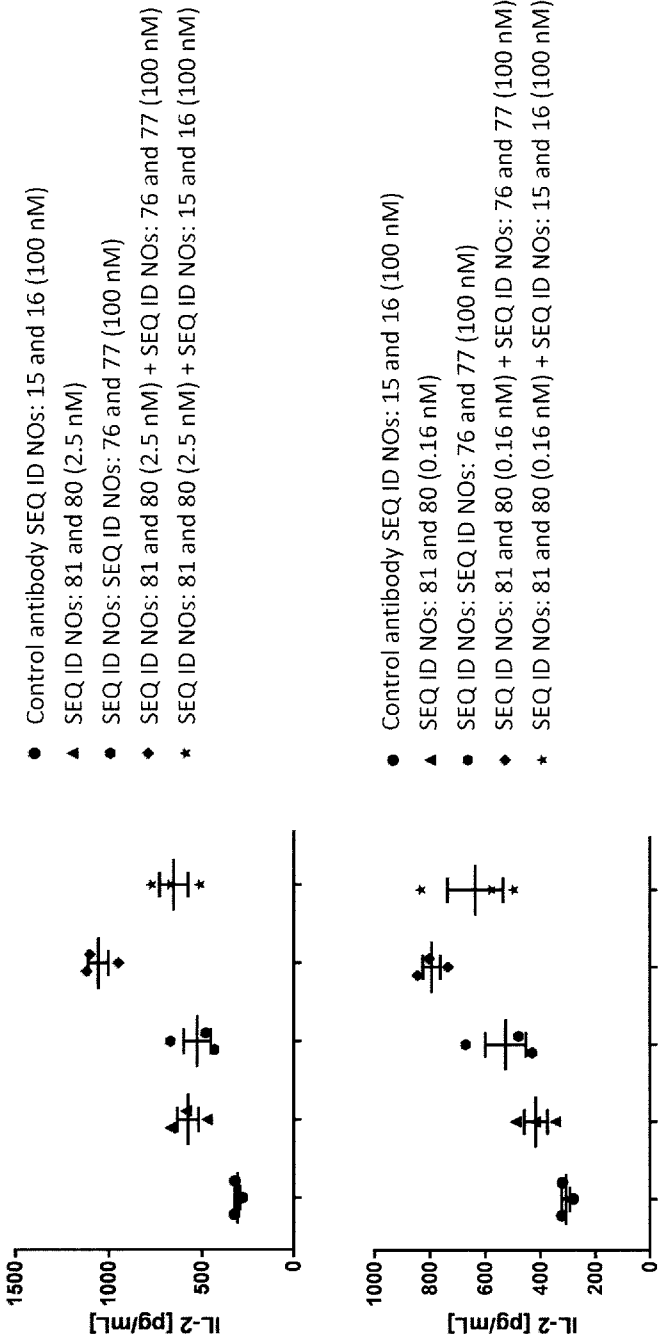 1500
1000
500
0
IL-2 [pg/mL]
Control antibody SEQ ID NOs: 15 and 16 (100 nM)
SEQ ID NOs: 81 and 80 (2.5 nM)
SEQ ID NOs: SEQ ID NOs: 76 and 77 (100 nM)
SEQ ID NOs: 81 and 80 (2.5 nM) + SEQ ID NOs: 76 and 77 (100 nM)
SEQ ID NOs: 81 and 80 (2.5 nM) + SEQ ID NOs: 15 and 16 (100 nM)
1000
800
600
400
200
0
IL-2 [pg/mL]
Control antibody SEQ ID NOs: 15 and 16 (100 nM)
SEQ ID NOs: 81 and 80 (0.16 nM)
SEQ ID NOs: SEQ ID NOs: 76 and 77 (100 nM)
SEQ ID NOs: 81 and 80 (0.16 nM) + SEQ ID NOs: 76 and 77 (100 nM)
SEQ ID NOs: 81 and 80 (0.16 nM) + SEQ ID NOs: 15 and 16 (100 nM)